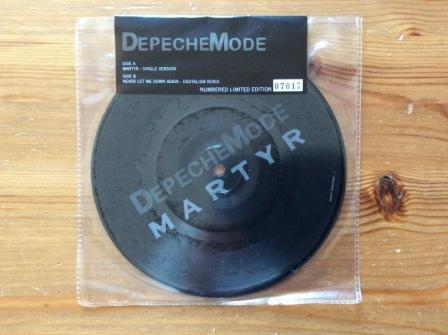 DEPECHEMODE
SIDE A
MARTYR - SINGLE VERSION
SIDE B
NEVER LET ME DOWN AGAIN - DIGITALISM REMIX
NUMBERED LIMITED EDITION 07017
DEPECHEMODE
MARTYR